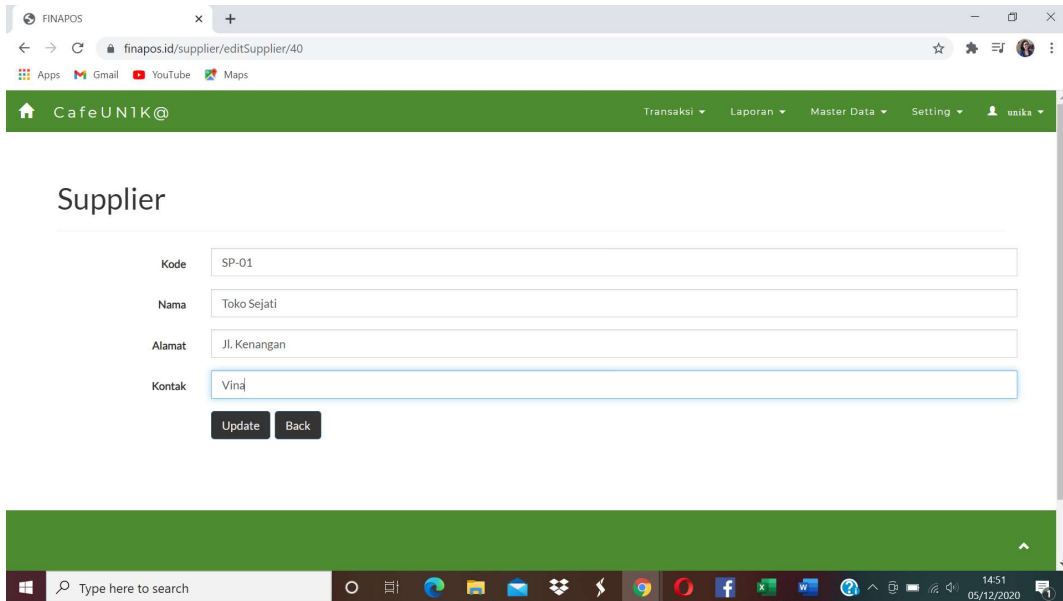 FINAPOS
finapos.id/supplier/editSupplier/40
Apps Gmail YouTube Maps
CafeUN1K@ Transaksi Laporan Master Data Setting unika
Supplier
Kode SP-01
Nama Toko Sejati
Alamat Jl. Kenangan
Kontak Vina
Update Back
Type here to search
14:51
05/12/2020
1